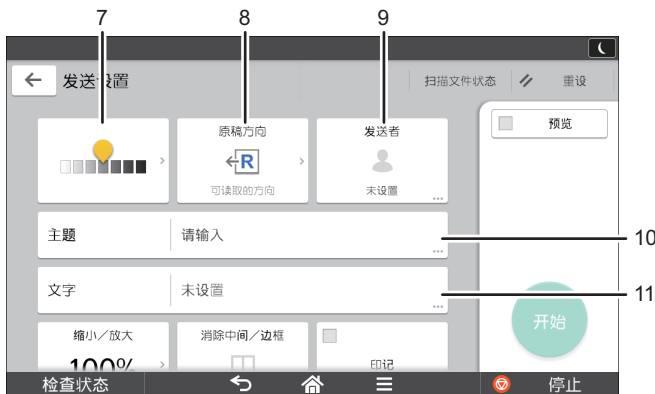 7 8 9
发送设置 扫描文件状态 重设
原稿方向 发送者 预览
R
可读取的方向 未设置
主题 请输入 10
文字 未设置 11
开始
缩小／放大 消除中间／边框
100% 印记
检查状态 停止